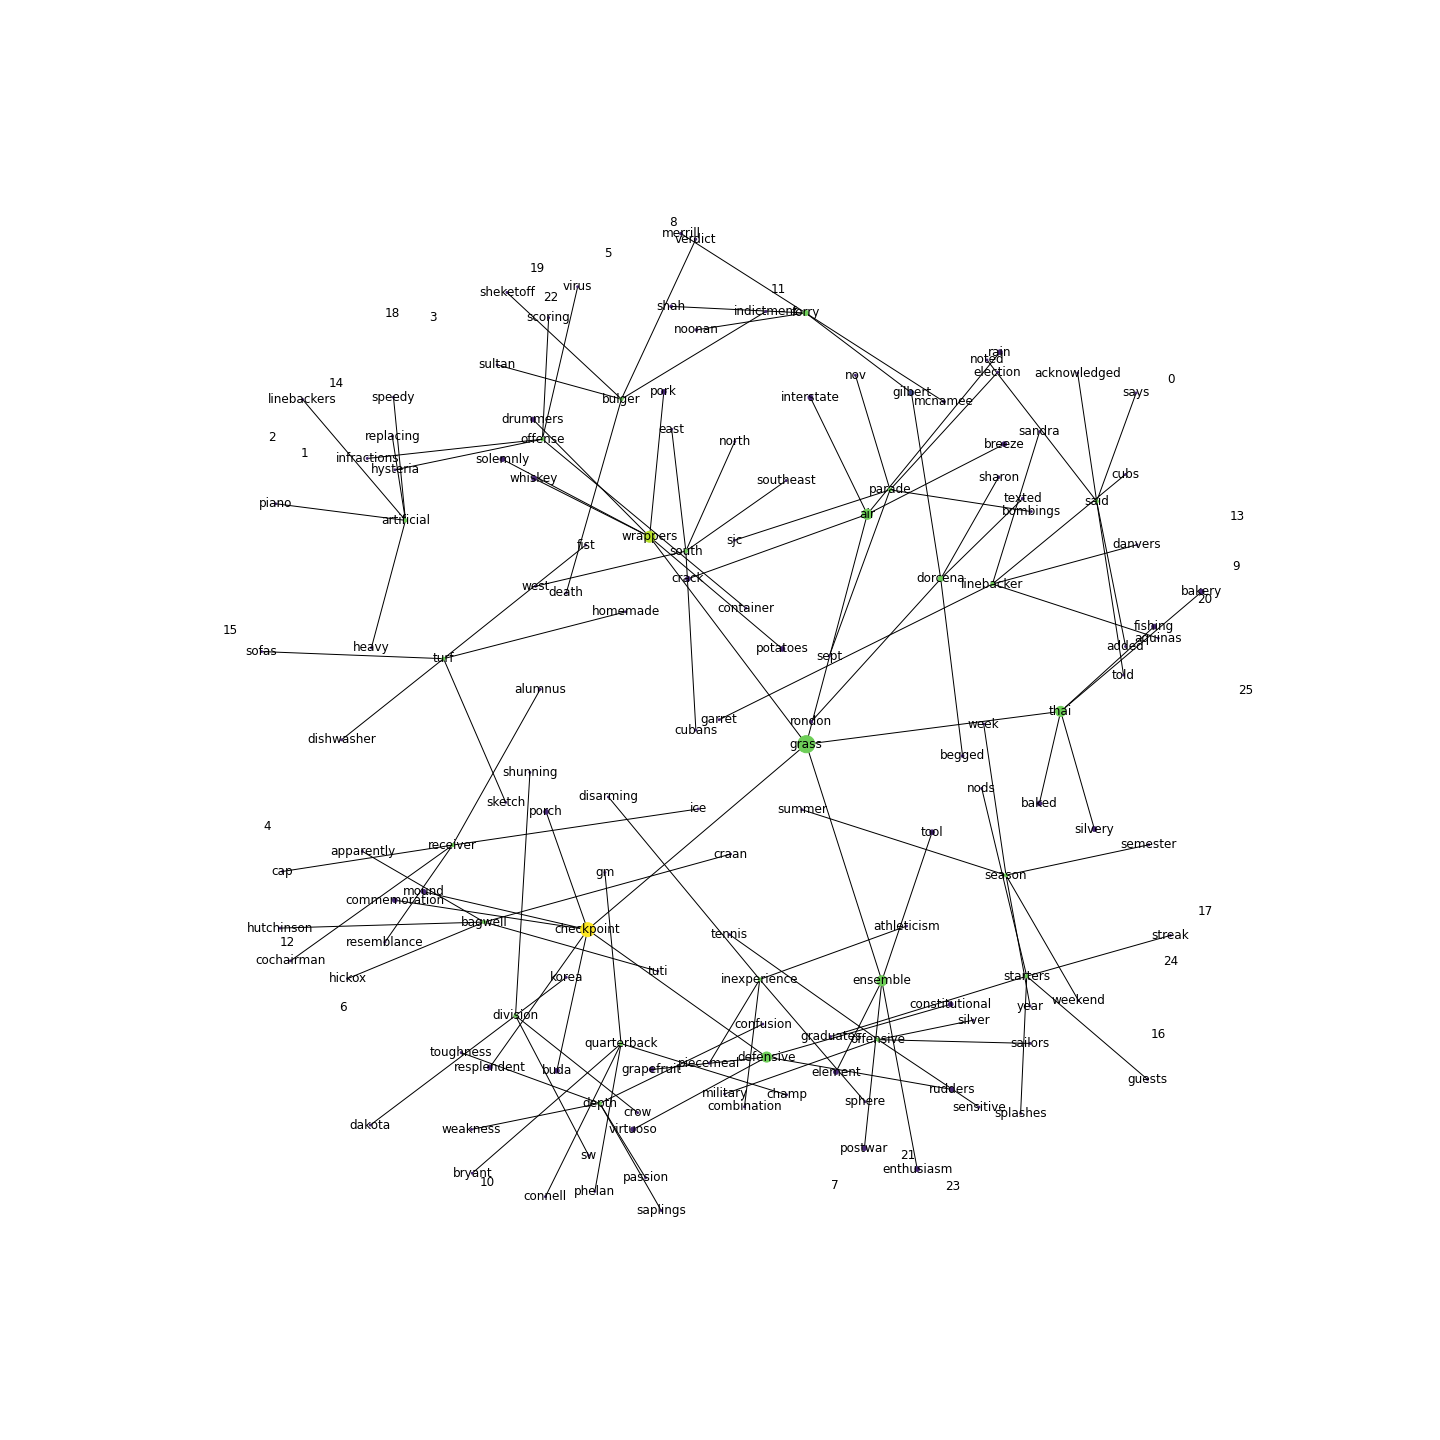 8
merrill
verdict
5
19
22
virus
sheketoff
11
shah
indictment
forry
18
3
scoring
noonan
rain
noted
election
acknowledged
0
sultan
nov
14
says
linebackers
speedy
bulger
pork
interstate
gilbert
mcnamee
drummers
east
sandra
2
replacing
offense
north
breeze
1
infractions
solemnly
hysteria
whiskey
southeast
sharon
cubs
parade
texted
said
piano
bombings
artificial
air
13
wrappers
sjc
fist
south
danvers
9
west
death
crack
dorcena
linebacker
bakery
20
homemade
container
fishing
15
aquinas
sofas
heavy
turf
potatoes
sept
added
told
alumnus
25
thai
garret
rondon
week
dishwasher
cubans
grass
begged
shunning
nods
disarming
sketch
porch
ice
summer
baked
4
tool
silvery
receiver
semester
apparently
craan
cap
gm
season
mound
commemoration
17
hutchinson
bagwell
checkpoint
athleticism
12
resemblance
tennis
streak
cochairman
24
hickox
tuti
korea
inexperience
ensemble
starters
6
constitutional
year
weekend
division
confusion
silver
16
quarterback
graduates
offensive
sailors
toughness
defensive
resplendent
buda
grapefruit
piecemeal
element
guests
military
champ
rudders
depth
combination
sphere
sensitive
crow
splashes
dakota
weakness
virtuoso
sw
postwar
21
bryant
enthusiasm
10
passion
7
23
connell
phelan
saplings